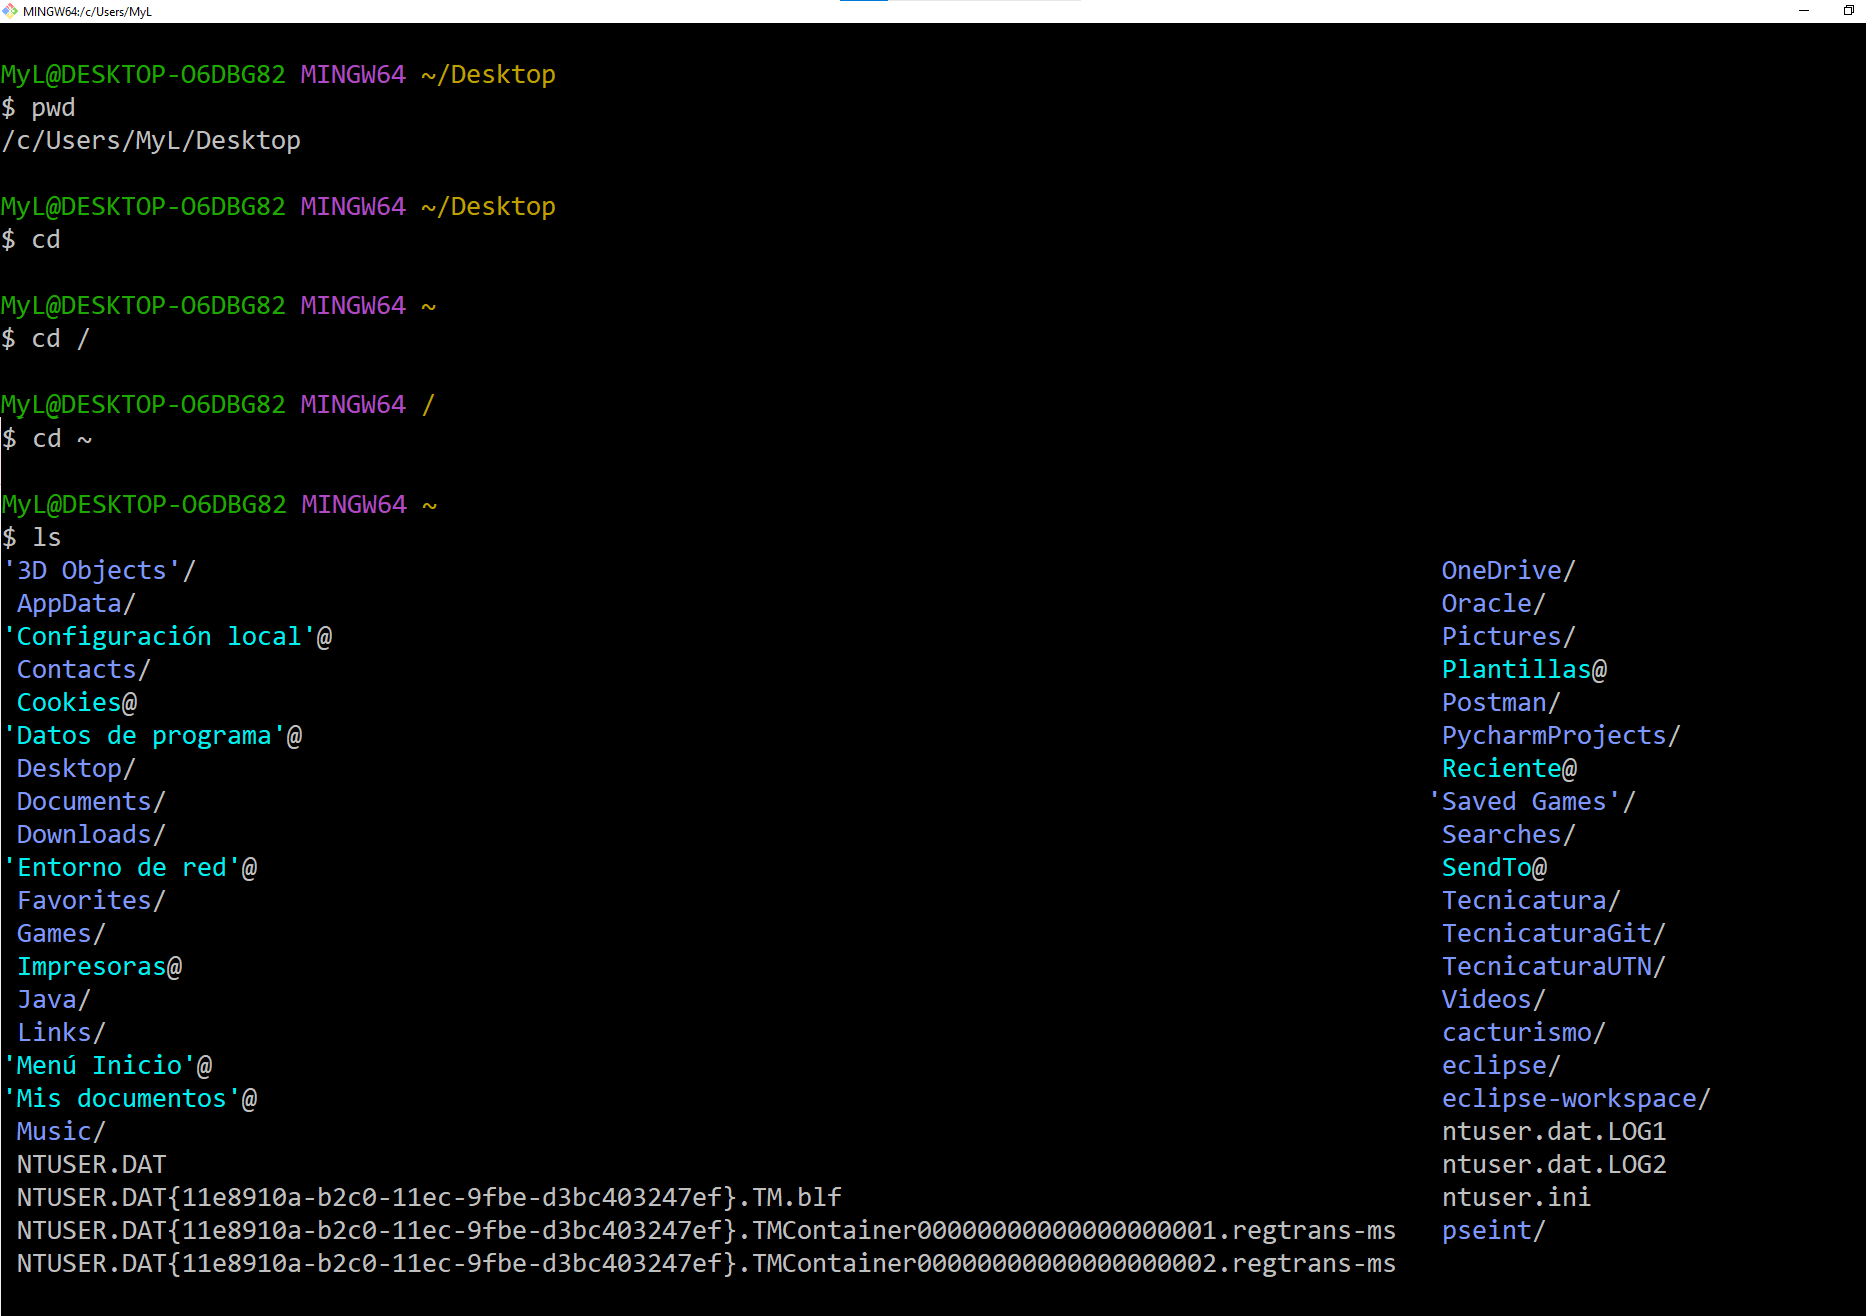 MINGW64:/c/Users/MyL
MyL@DESKTOP-O6DBG82 MINGW64 ~/Desktop
$ pwd
/c/Users/MyL/Desktop
MyL@DESKTOP-O6DBG82 MINGW64 ~/Desktop
$ cd
MyL@DESKTOP-O6DBG82 MINGW64 ~
$ cd /
MyL@DESKTOP-O6DBG82 MINGW64 /
$ cd ~
MyL@DESKTOP-O6DBG82 MINGW64 ~
$ ls
'3D Objects'/ OneDrive/
AppData/ Oracle/
'Configuración local'@ Pictures/
Contacts/ Plantillas@
Cookies@ Postman/
'Datos de programa'@ PycharmProjects/
Desktop/ Reciente@
Documents/ 'Saved Games'/
Downloads/ Searches/
'Entorno de red'@ SendTo@
Favorites/ Tecnicatura/
Games/ TecnicaturaGit/
Impresoras@ TecnicaturaUTN/
Java/ Videos/
Links/ cacturismo/
'Menú Inicio'@ eclipse/
'Mis documentos'@ eclipse-workspace/
Music/ ntuser.dat.LOG1
NTUSER.DAT ntuser.dat.LOG2
NTUSER.DAT{11e8910a-b2c0-11ec-9fbe-d3bc403247ef}.TM.blf ntuser.ini
NTUSER.DAT{11e8910a-b2c0-11ec-9fbe-d3bc403247ef}.TMContainer00000000000000000001.regtrans-ms pseint/
NTUSER.DAT{11e8910a-b2c0-11ec-9fbe-d3bc403247ef}.TMContainer00000000000000000002.regtrans-ms